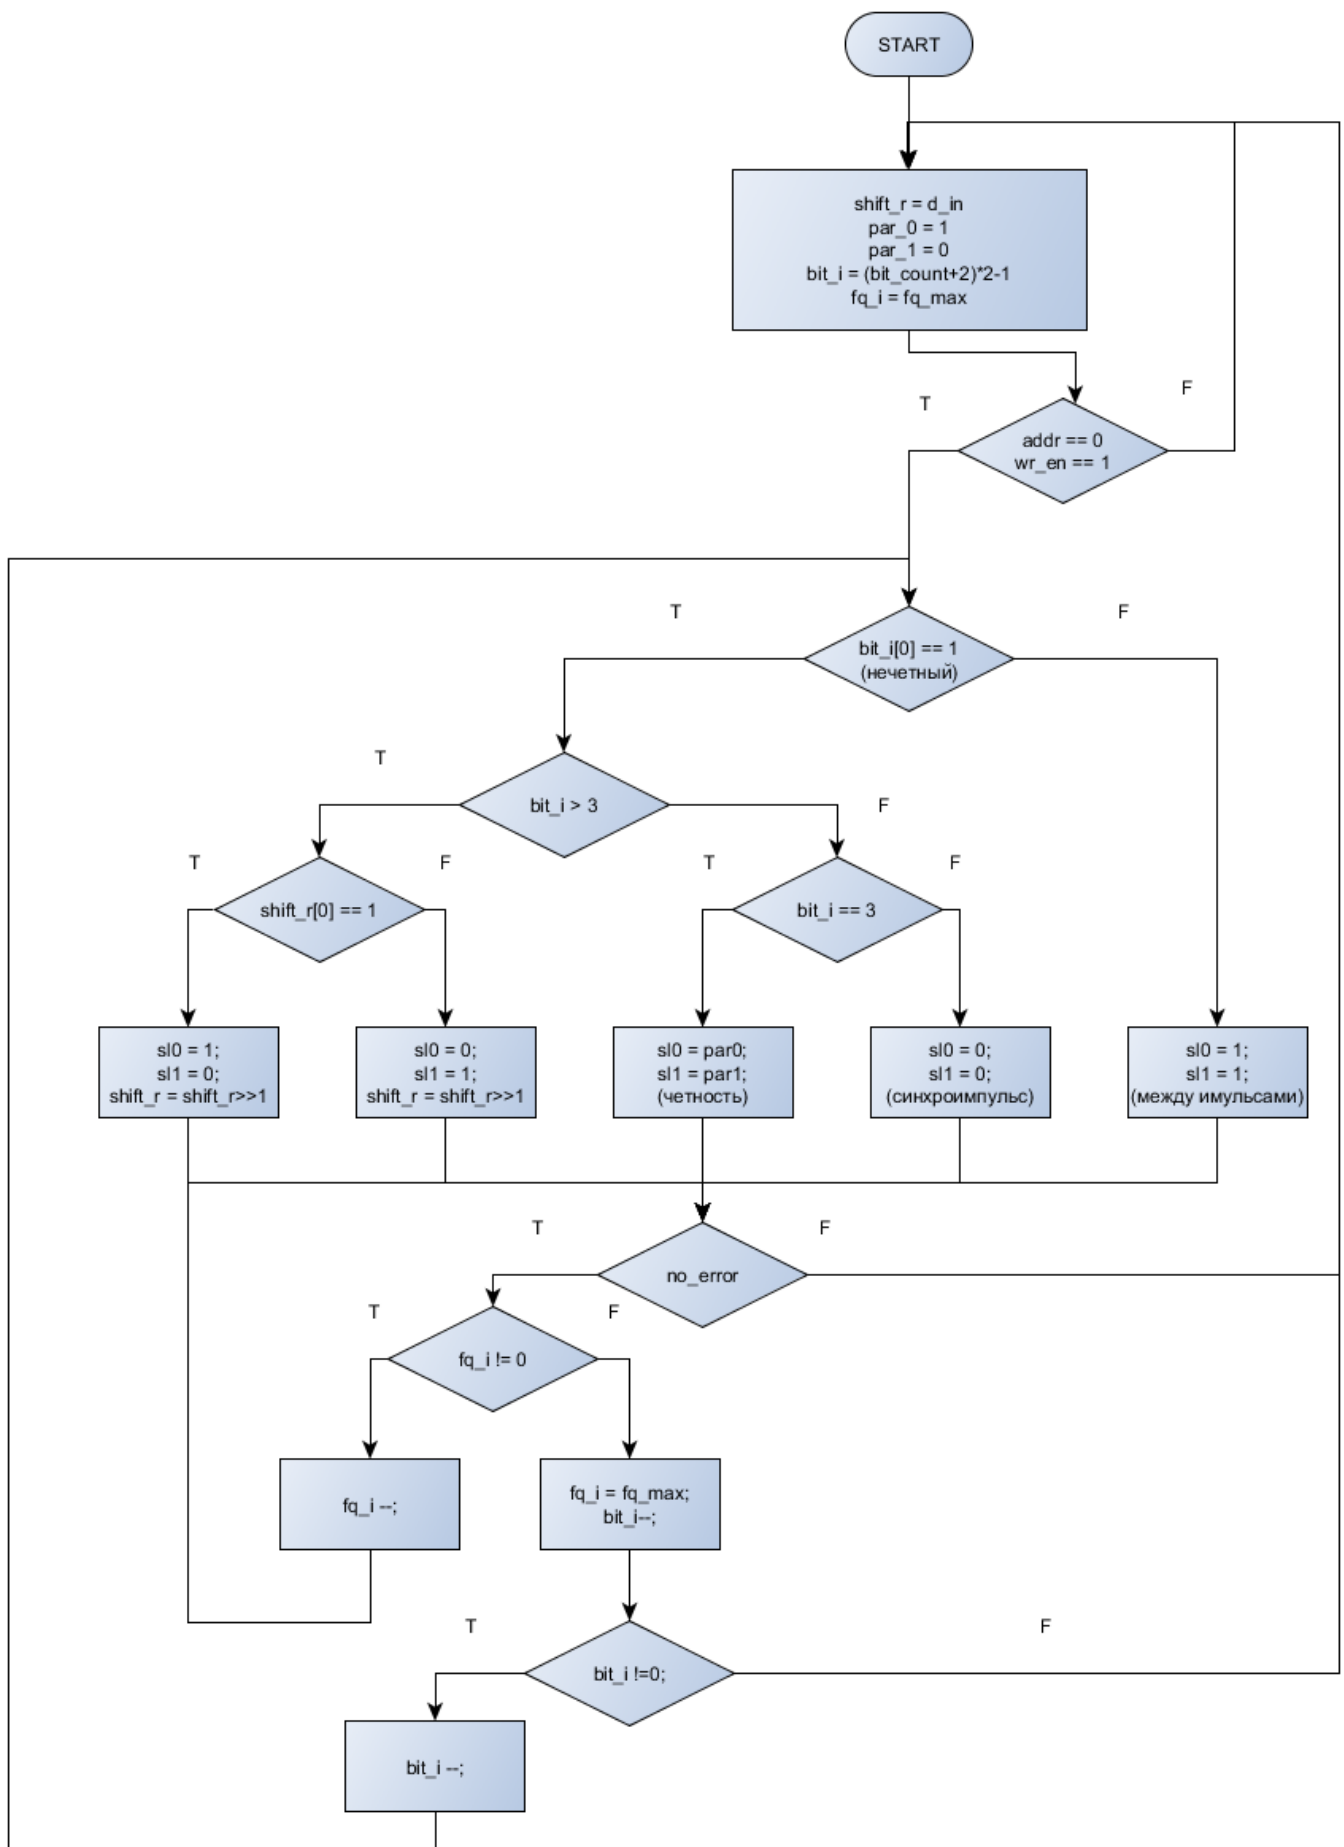 START
shift_r = d_in
par_0 = 1
par_1 = 0
bit_i = (bit_count+2)*2-1
fq_i = fq_max
T
F
addr == 0
wr_en == 1
T
F
bit_i[0] == 1
(нечетный)
T
F
bit_i > 3
T
F
T
F
shift_r[0] == 1
bit_i == 3
sl0 = 1;
sl1 = 0;
shift_r = shift_r>>1
sl0 = 0;
sl1 = 1;
shift_r = shift_r>>1
sl0 = par0;
sl1 = par1;
(четность)
sl0 = 0;
sl1 = 0;
(синхроимпульс)
sl0 = 1;
sl1 = 1;
(между имульсами)
T
F
no_error
T
F
fq_i != 0
fq_i --;
fq_i = fq_max;
bit_i--;
T
F
bit_i !=0;
bit_i --;